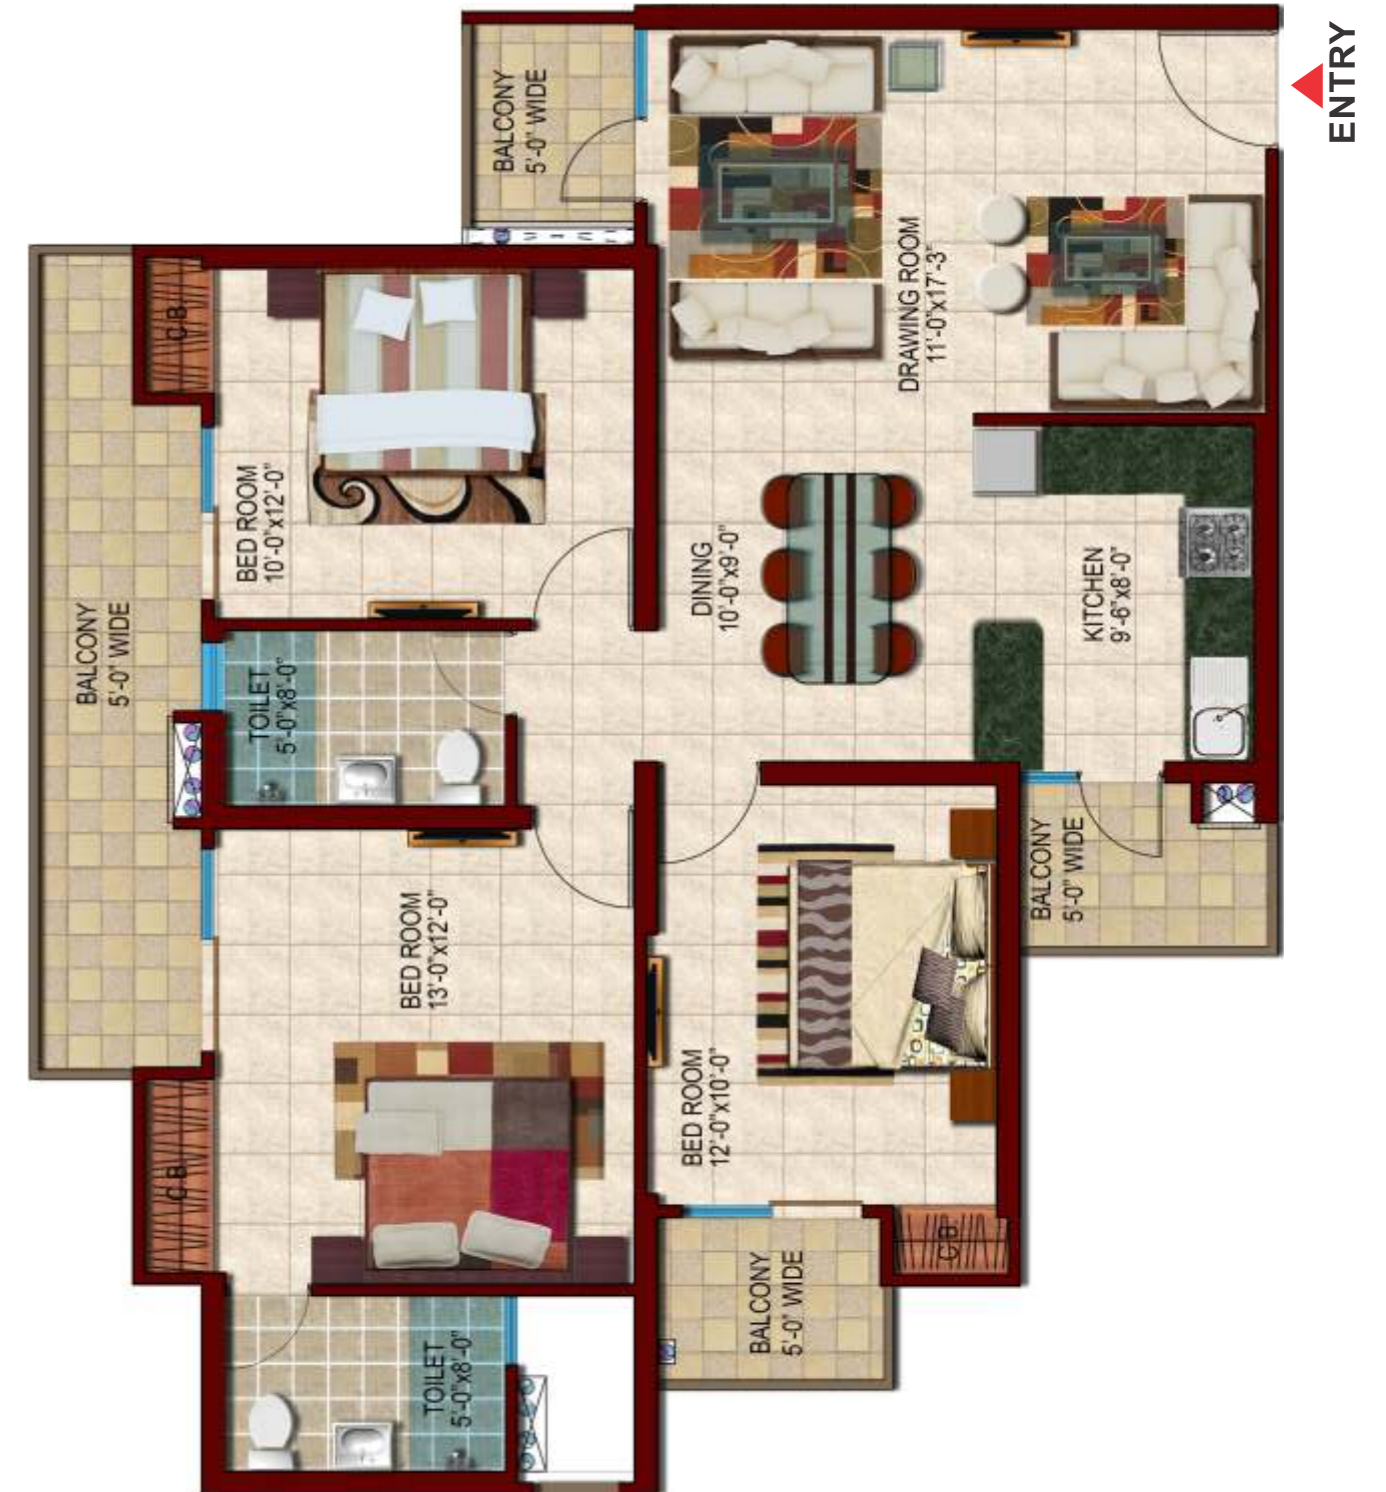 ENTRY
BALCONY
5'-0" WIDE
DRAWING ROOM
11'-0"x17'-3"
C.B.
BED ROOM
10'-0"x12'-0"
DINING
10'-0"x9'-0"
KITCHEN
9'-6"x8'-0"
BALCONY
5'-0" WIDE
TOILET
5'-0"x8'-0"
BALCONY
5'-0" WIDE
BED ROOM
13'-0"x12'-0"
BED ROOM
12'-0"x10'-0"
C.B.
C.B.
BALCONY
5'-0" WIDE
TOILET
5'-0"x8'-0"